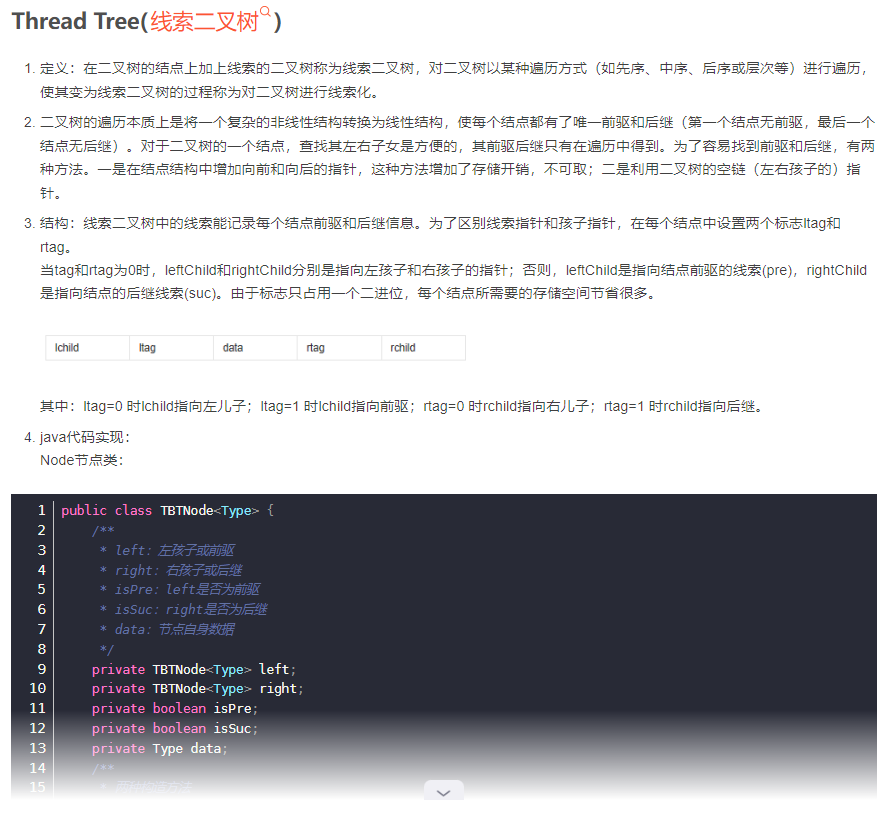 Thread Tree(线索二叉树)
1. 定义：在二叉树的结点上加上线索的二叉树称为线索二叉树，对二叉树以某种遍历方式（如先序、中序、后序或层次等）进行遍历，
使其变为线索二叉树的过程称为对二叉树进行线索化。
2. 二叉树的遍历本质上是将一个复杂的非线性结构转换为线性结构，使每个结点都有了唯一前驱和后继（第一个结点无前驱，最后一个
结点无后继）。对于二叉树的一个结点，查找其左右子女是方便的，其前驱后继只有在遍历中得到。为了容易找到前驱和后继，有两
种方法。一是在结点结构中增加向前和向后的指针，这种方法增加了存储开销，不可取；二是利用二叉树的空链（左右孩子的）指
针。
3. 结构：线索二叉树中的线索能记录每个结点前驱和后继信息。为了区别线索指针和孩子指针，在每个结点中设置两个标志ltag和
rtag。
当tag和rtag为0时，leftChild和rightChild分别是指向左孩子和右孩子的指针；否则，leftChild是指向结点前驱的线索(pre)，rightChild
是指向结点的后继线索(suc)。由于标志只占用一个二进位，每个结点所需要的存储空间节省很多。
lchild ltag data rtag rchild
其中：ltag=0 时lchild指向左儿子；ltag=1 时lchild指向前驱；rtag=0 时rchild指向右儿子；rtag=1 时rchild指向后继。
4. java代码实现：
Node节点类：
1 public class TBTNode<Type> {
2 /**
3 * left：左孩子或前驱
4 * right：右孩子或后继
5 * isPre：left是否为前驱
6 * isSuc：right是否为后继
7 * data：节点自身数据
8 */
9 private TBTNode<Type> left;
10 private TBTNode<Type> right;
11 private boolean isPre;
12 private boolean isSuc;
13 private Type data;
14 /**
15 *